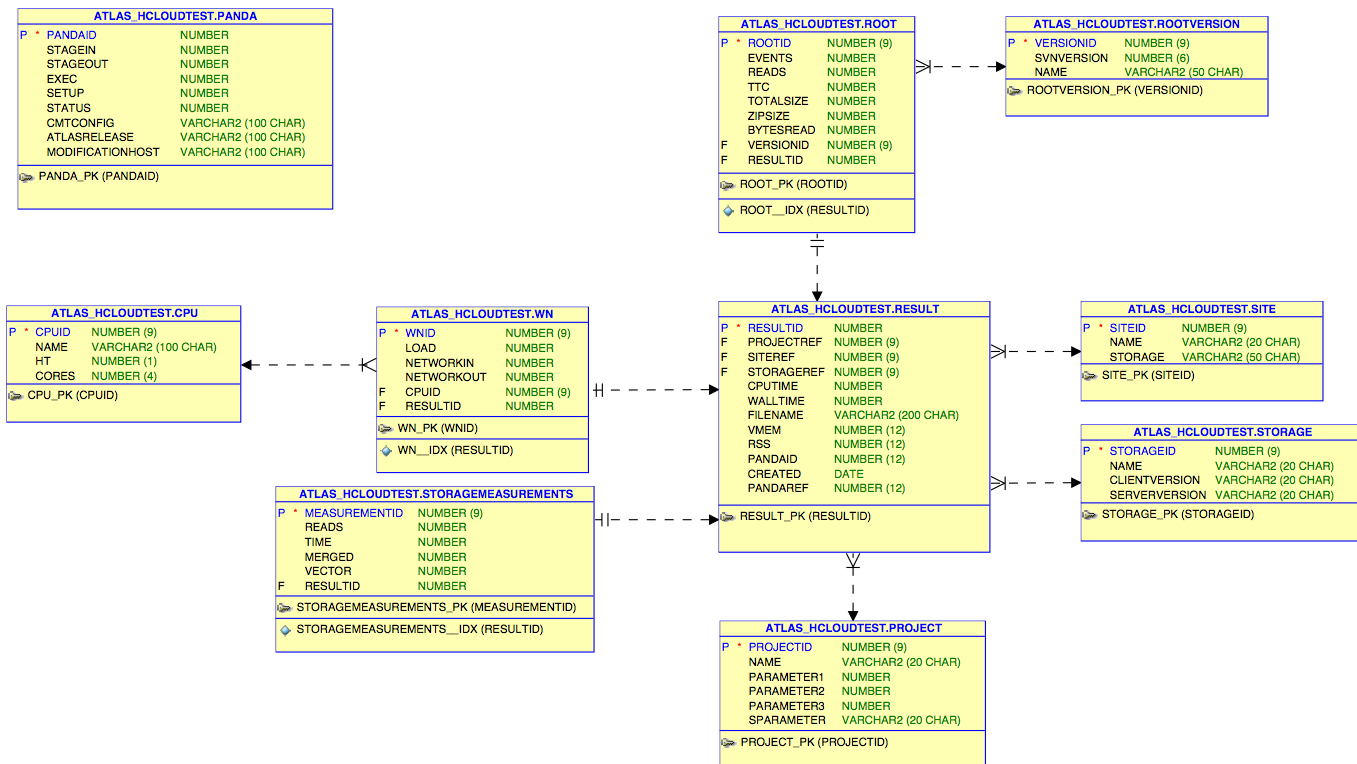 ATLAS_HCLOUDTEST.PANDA
P * PANDAID NUMBER
STAGEIN NUMBER
STAGEOUT NUMBER
EXEC NUMBER
SETUP NUMBER
STATUS NUMBER
CMTCONFIG VARCHAR2 (100 CHAR)
ATLASRELEASE VARCHAR2 (100 CHAR)
MODIFICATIONHOST VARCHAR2 (100 CHAR)
PANDA_PK (PANDAID)
ATLAS_HCLOUDTEST.ROOT
P * ROOTID NUMBER (9)
EVENTS NUMBER
READS NUMBER
TTC NUMBER
TOTALSIZE NUMBER
ZIPSIZE NUMBER
BYTESREAD NUMBER
F VERSIONID NUMBER (9)
F RESULTID NUMBER
ROOT_PK (ROOTID)
ROOT__IDX (RESULTID)
ATLAS_HCLOUDTEST.ROOTVERSION
P * VERSIONID NUMBER (9)
SVNVERSION NUMBER (6)
NAME VARCHAR2 (50 CHAR)
ROOTVERSION_PK (VERSIONID)
ATLAS_HCLOUDTEST.CPU
P * CPUID NUMBER (9)
NAME VARCHAR2 (100 CHAR)
HT NUMBER (1)
CORES NUMBER (4)
CPU_PK (CPUID)
ATLAS_HCLOUDTEST.WN
P * WNID NUMBER (9)
LOAD NUMBER
NETWORKIN NUMBER
NETWORKOUT NUMBER
F CPUID NUMBER (9)
F RESULTID NUMBER
WN_PK (WNID)
WN__IDX (RESULTID)
ATLAS_HCLOUDTEST.RESULT
P * RESULTID NUMBER
F PROJECTREF NUMBER (9)
F SITEREF NUMBER (9)
F STORAGEREF NUMBER (9)
CPUTIME NUMBER
WALLTIME NUMBER
FILENAME VARCHAR2 (200 CHAR)
VMEM NUMBER (12)
RSS NUMBER (12)
PANDAID NUMBER (12)
CREATED DATE
PANDAREF NUMBER (12)
RESULT_PK (RESULTID)
ATLAS_HCLOUDTEST.SITE
P * SITEID NUMBER (9)
NAME VARCHAR2 (20 CHAR)
STORAGE VARCHAR2 (50 CHAR)
SITE_PK (SITEID)
ATLAS_HCLOUDTEST.STORAGE
P * STORAGEID NUMBER (9)
NAME VARCHAR2 (20 CHAR)
CLIENTVERSION VARCHAR2 (20 CHAR)
SERVERVERSION VARCHAR2 (20 CHAR)
STORAGE_PK (STORAGEID)
ATLAS_HCLOUDTEST.STORAGEMEASUREMENTS
P * MEASUREMENTID NUMBER (9)
READS NUMBER
TIME NUMBER
MERGED NUMBER
VECTOR NUMBER
F RESULTID NUMBER
STORAGEMEASUREMENTS_PK (MEASUREMENTID)
STORAGEMEASUREMENTS__IDX (RESULTID)
ATLAS_HCLOUDTEST.PROJECT
P * PROJECTID NUMBER (9)
NAME VARCHAR2 (20 CHAR)
PARAMETER1 NUMBER
PARAMETER2 NUMBER
PARAMETER3 NUMBER
SPARAMETER VARCHAR2 (20 CHAR)
PROJECT_PK (PROJECTID)